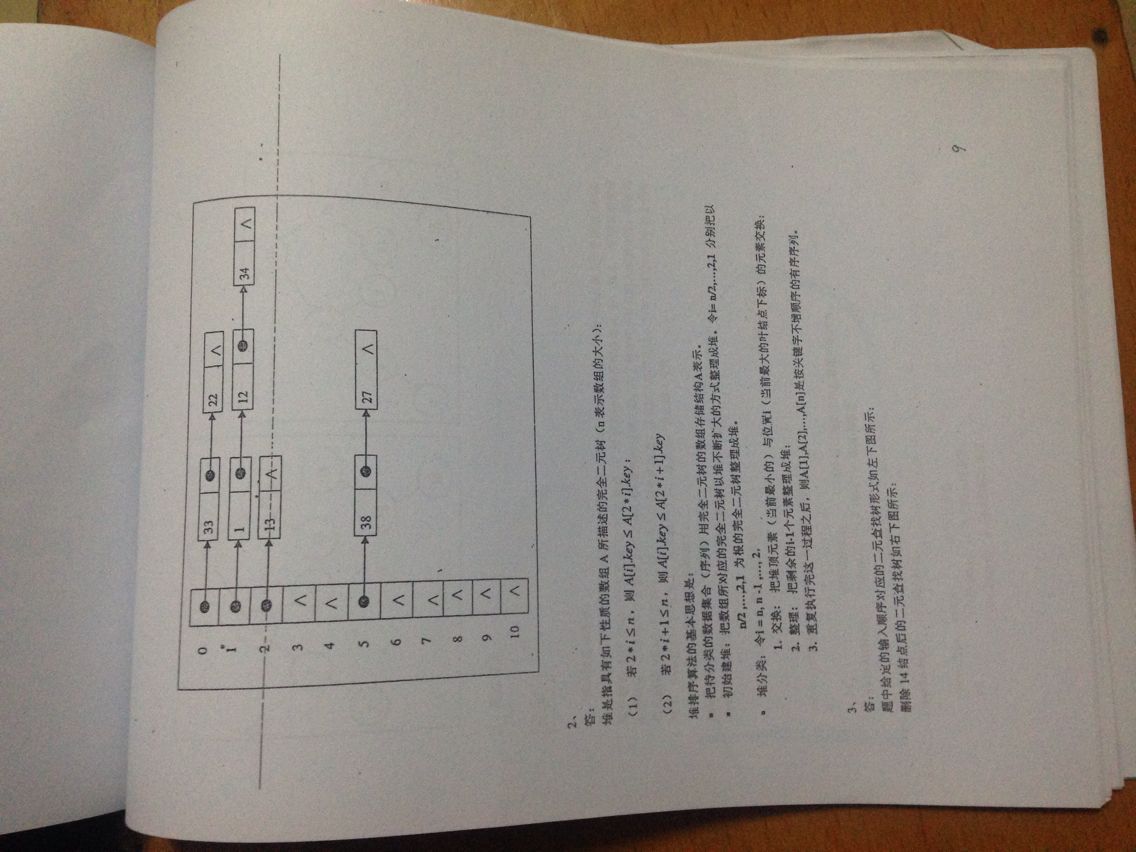 0 33 22 ∧
1 1 12 34 ∧
2 13 ∧
3 ∧
4 ∧
5 38 27 ∧
6 ∧
7 ∧
8 ∧
9 ∧
10 ∧
2、
答：
堆是指具有如下性质的数组 A 所描述的完全二元树（n 表示数组的大小）：
（1） 若 2*i≤n，则 A[i].key ≤ A[2*i].key；
（2） 若 2*i+1≤n，则 A[i].key ≤ A[2*i+1].key
堆排序算法的基本思想是：
▪ 把待分类的数据集合（序列）用完全二元树的数组存储结构A表示。
▪ 初始建堆：把数组所对应的完全二元树以堆不断扩大的方式整理成堆。令i= n/2,…,2,1 分别把以
n/2 ,…,2,1 为根的完全二元树整理成堆。
▪ 堆分类：令i = n, n -1 ,…, 2.
1. 交换：把堆顶元素（当前最小的）与位置i（当前最大的叶结点下标）的元素交换；
2. 整理：把剩余的i-1个元素整理成堆；
3. 重复执行完这一过程之后，则A[1],A[2],…,A[n]是按关键字不增顺序的有序序列。
3、
答：
题中给定的输入顺序对应的二元查找树形式如左下图所示；
删除 14 结点后的二元查找树如右下图所示：
9